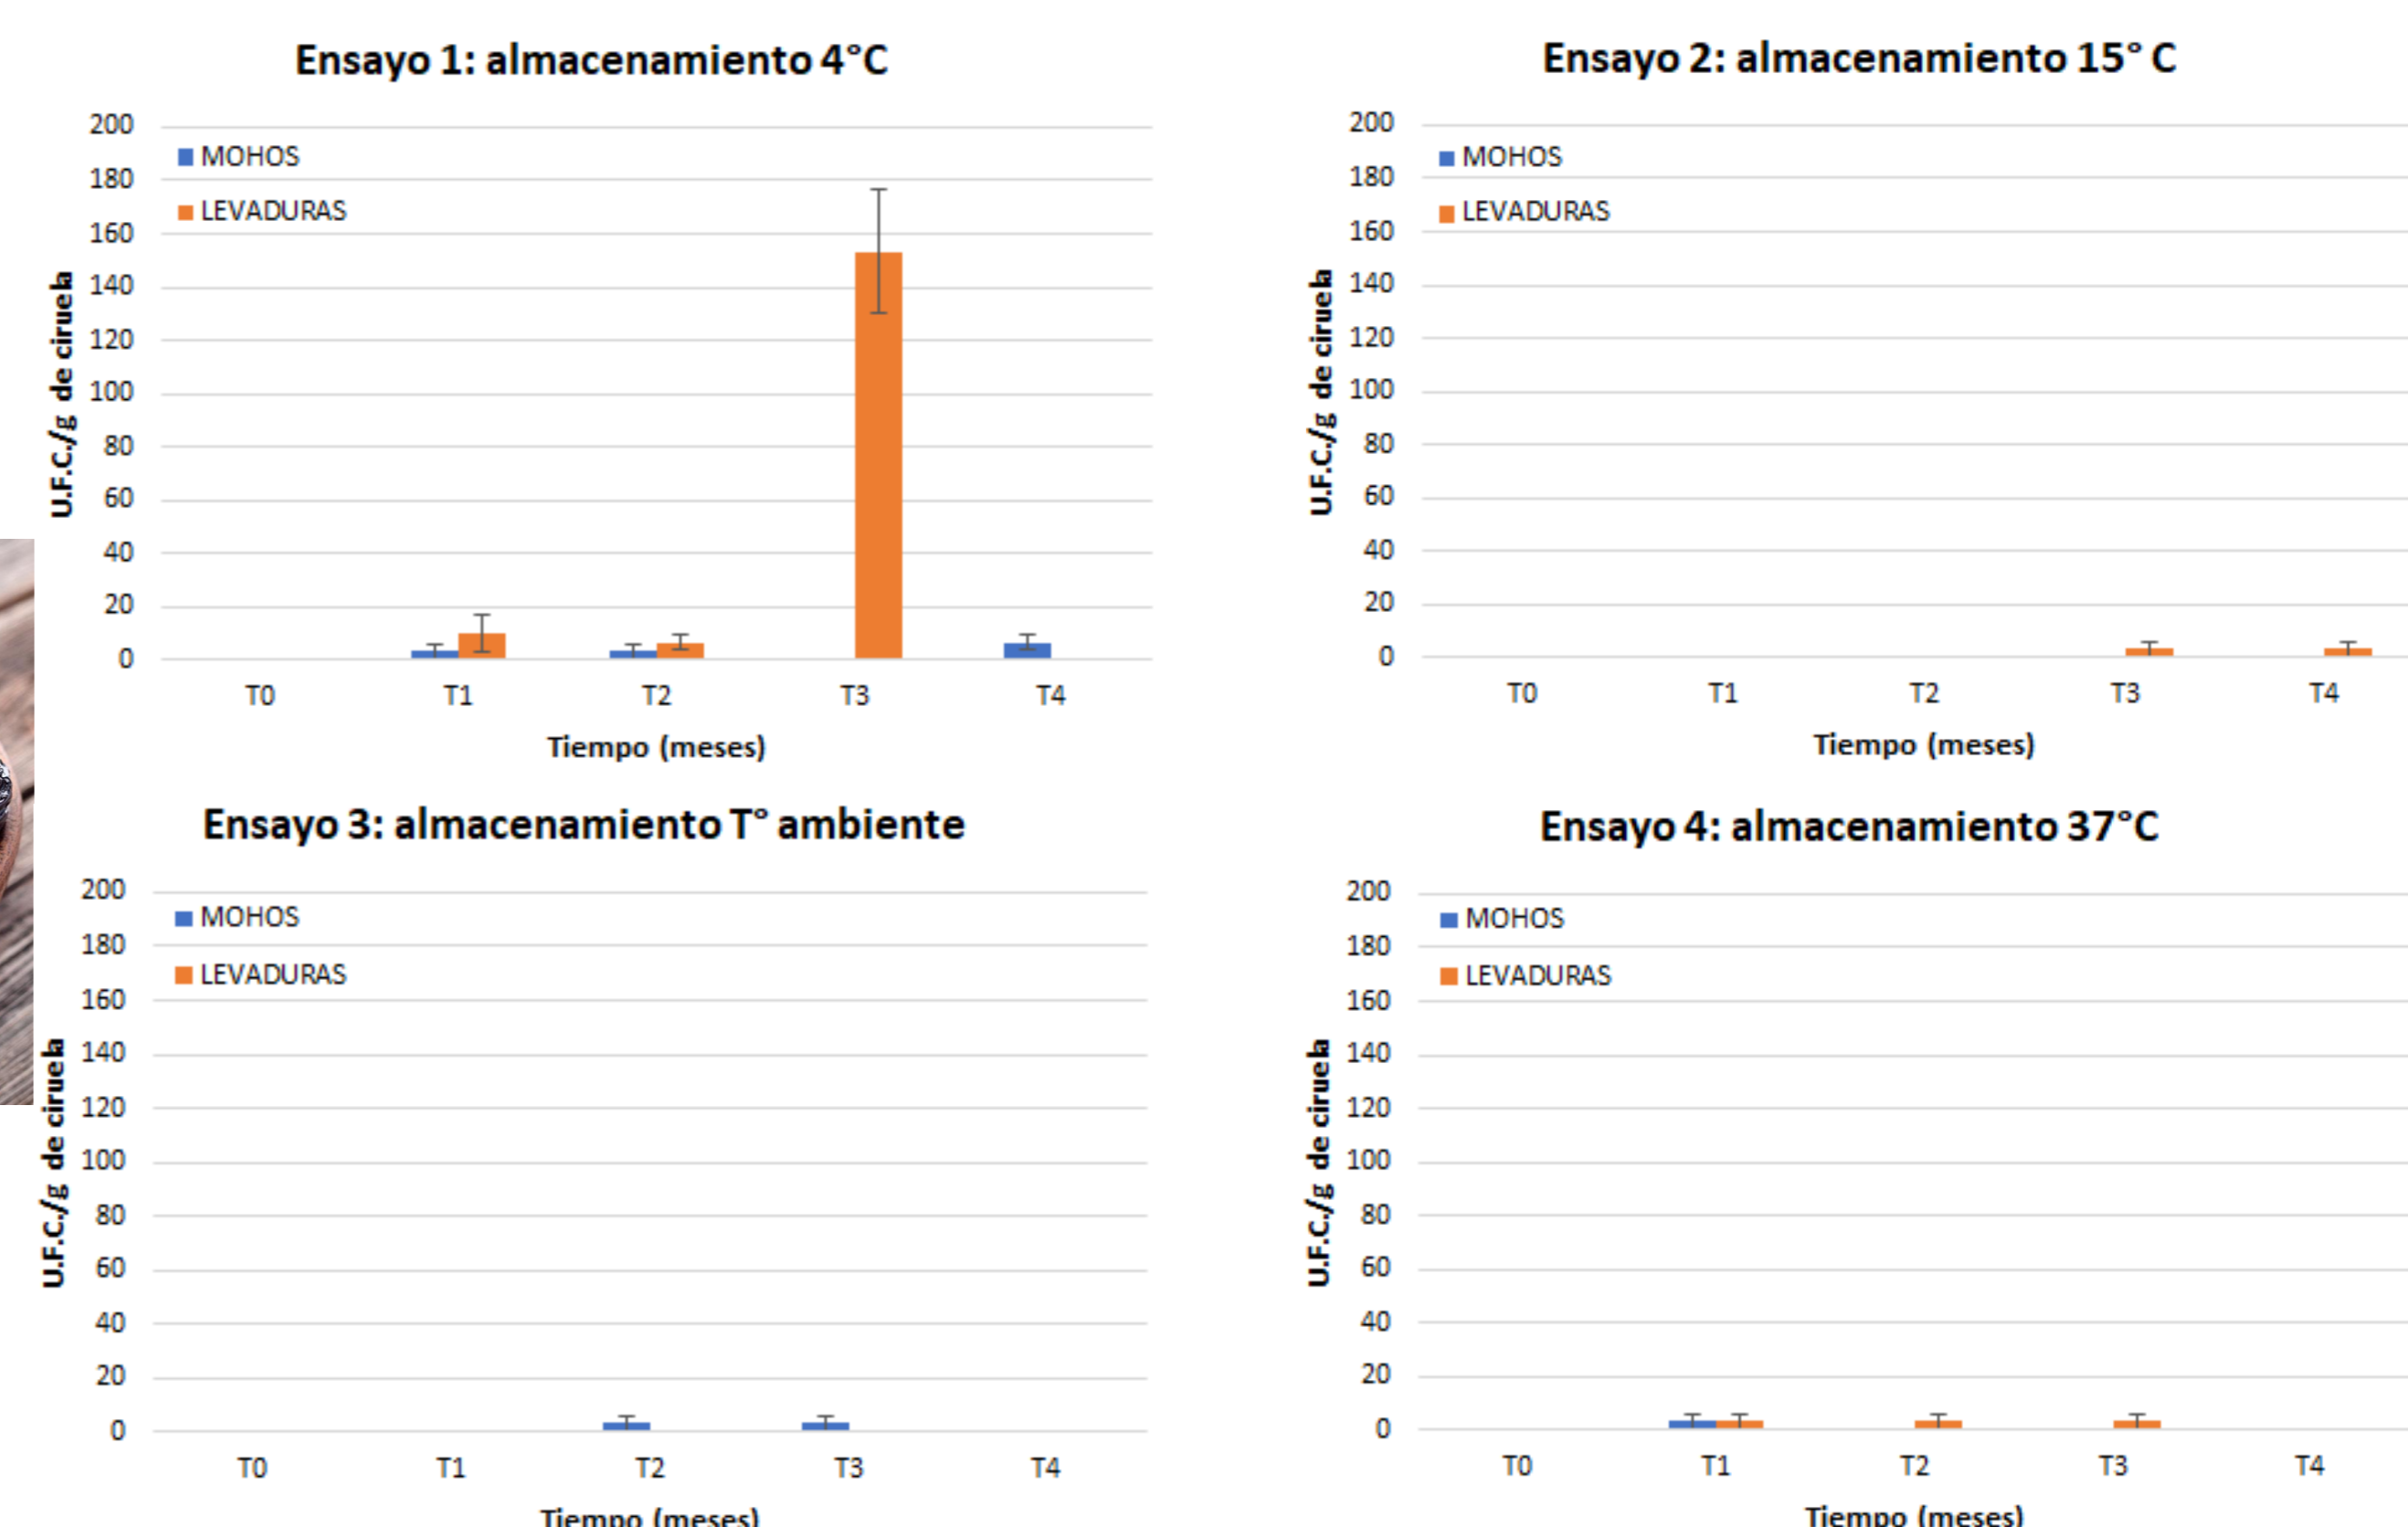 Ensayo 1: almacenamiento 4°C
200
180
160
140
120
100
80
60
40
20
0
MOHOS
LEVADURAS
U.F.C./g de ciruela
T0 T1 T2 T3 T4
Tiempo (meses)
Ensayo 2: almacenamiento 15° C
200
180
160
140
120
100
80
60
40
20
0
MOHOS
LEVADURAS
U.F.C./g de ciruela
T0 T1 T2 T3 T4
Tiempo (meses)
Ensayo 3: almacenamiento T° ambiente
200
180
160
140
120
100
80
60
40
20
0
MOHOS
LEVADURAS
U.F.C./g de ciruela
T0 T1 T2 T3 T4
Tiempo (meses)
Ensayo 4: almacenamiento 37°C
200
180
160
140
120
100
80
60
40
20
0
MOHOS
LEVADURAS
U.F.C./g de ciruela
T0 T1 T2 T3 T4
Tiempo (meses)